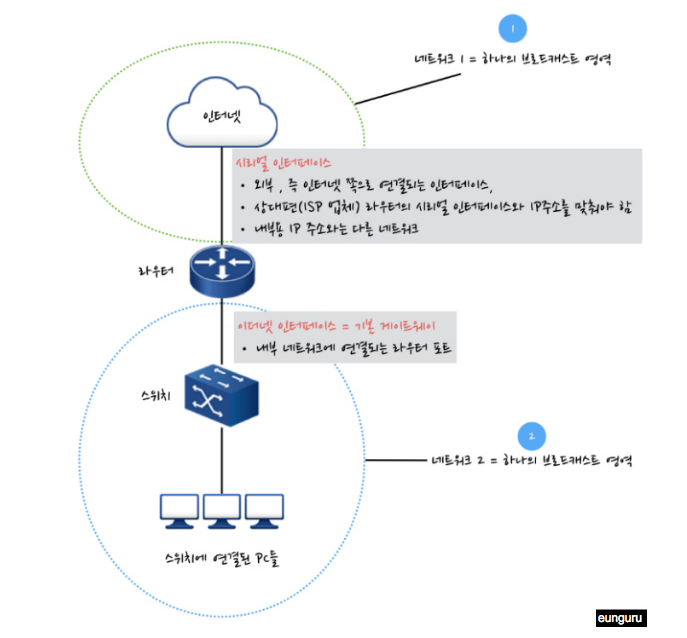 1
네트워크 1 = 하나의 브로드캐스트 영역
인터넷
시리얼 인터페이스
• 외부, 즉 인터넷 쪽으로 연결되는 인터페이스,
• 상대편(ISP 업체) 라우터의 시리얼 인터페이스와 IP주소를 맞춰야 함
• 내부용 IP 주소와는 다른 네트워크
라우터
이더넷 인터페이스 = 기본 게이트웨이
• 내부 네트워크에 연결되는 라우터 포트
스위치
2
네트워크 2 = 하나의 브로드캐스트 영역
스위치에 연결된 PC들
eunguru